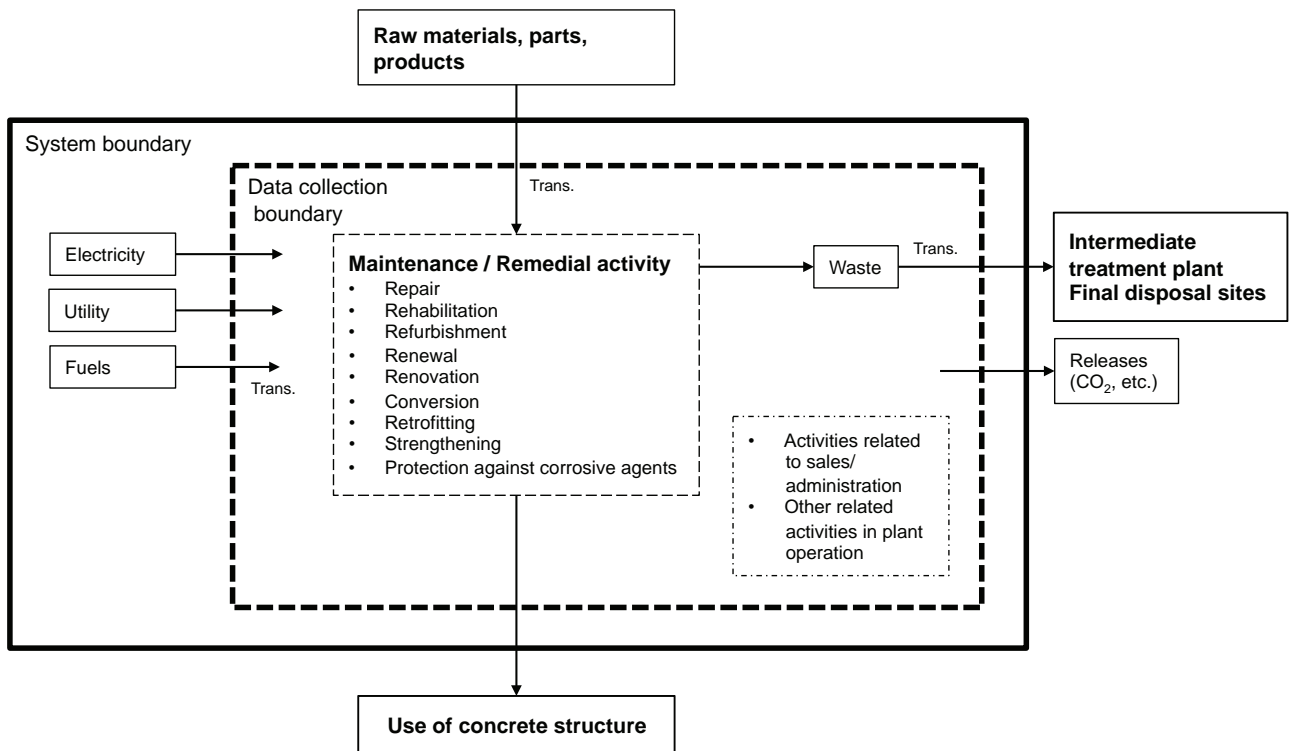 Raw materials, parts,
products
System boundary
Data collection
boundary
Trans.
Electricity
Utility
Fuels
Trans.
Maintenance / Remedial activity
• Repair
• Rehabilitation
• Refurbishment
• Renewal
• Renovation
• Conversion
• Retrofitting
• Strengthening
• Protection against corrosive agents
Waste
Trans.
Intermediate
treatment plant
Final disposal sites
Releases
(CO₂, etc.)
• Activities related
to sales/
administration
• Other related
activities in plant
operation
Use of concrete structure